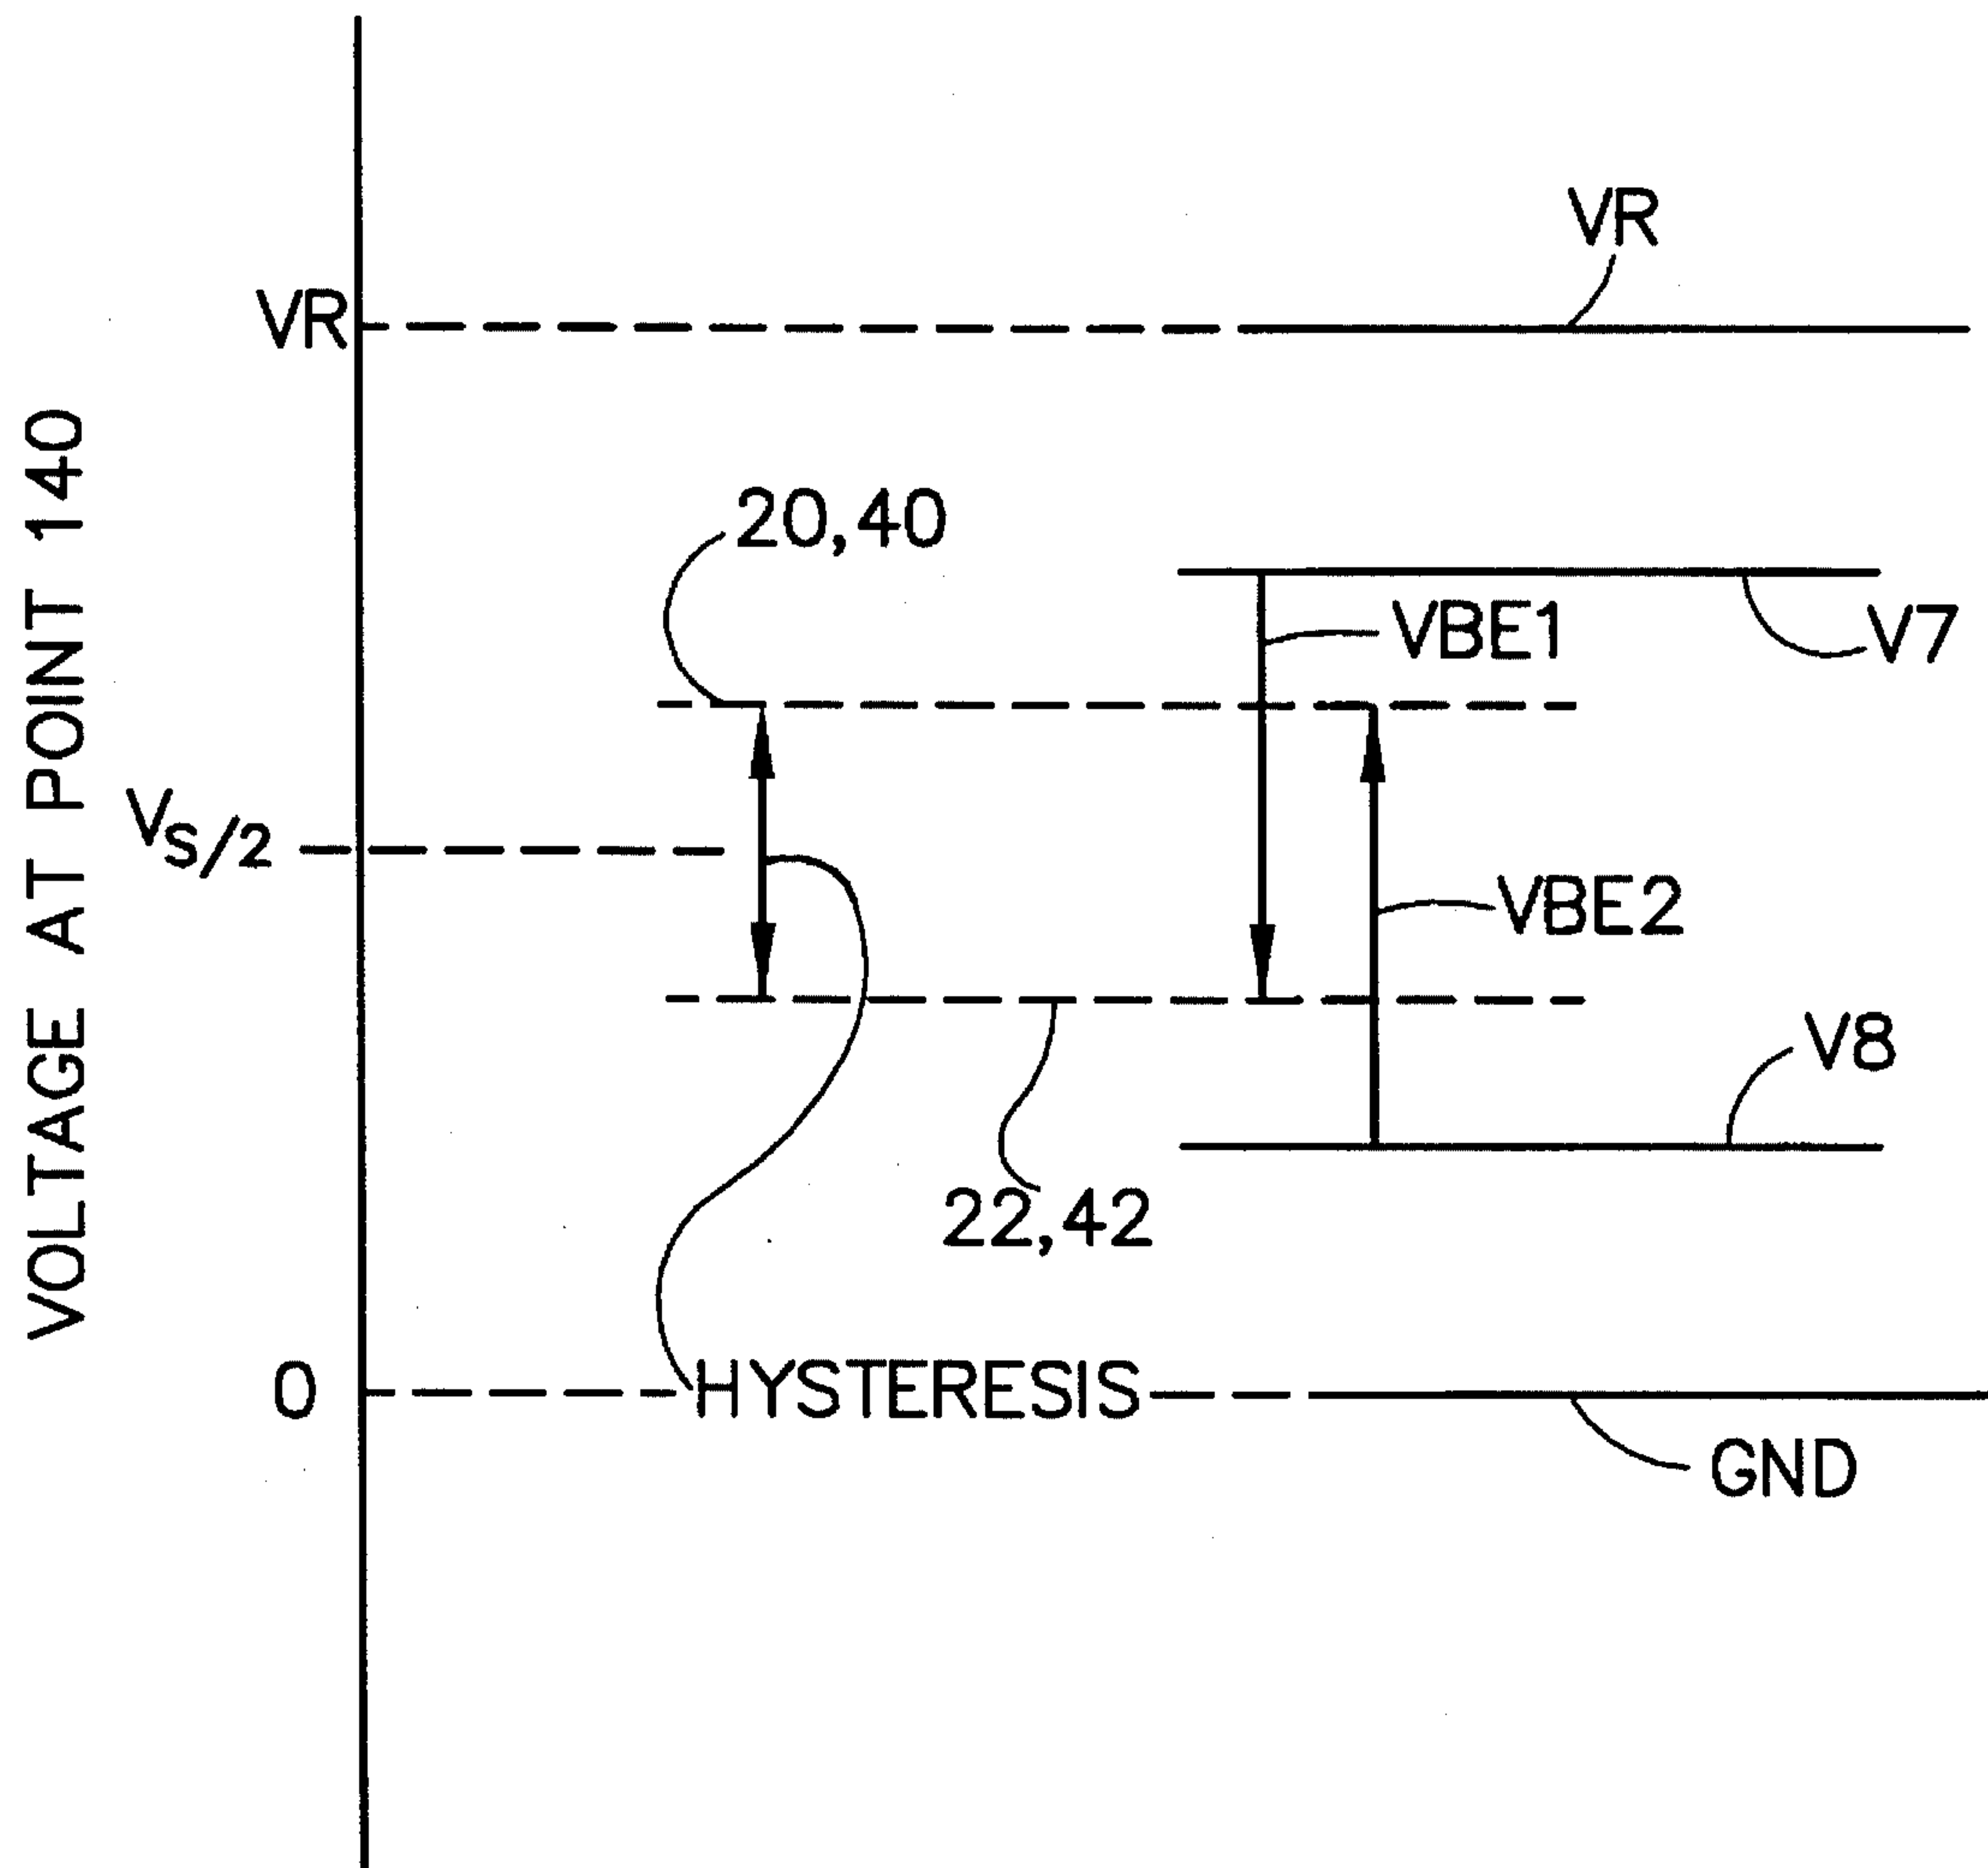 VR
VR
VOLTAGE AT POINT 140
20,40
VBE1
V7
VS/2
VBE2
V8
22,42
0
HYSTERESIS
GND